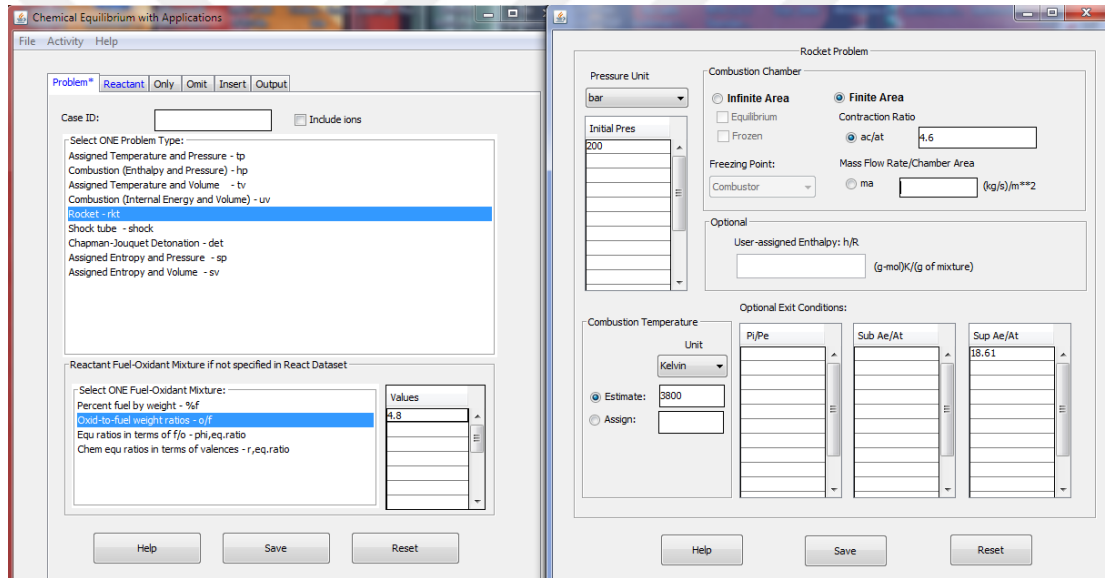 Chemical Equilibrium with Applications
File Activity Help
Problem* Reactant Only Omit Insert Output
Case ID: Include ions
Select ONE Problem Type:
Assigned Temperature and Pressure - tp
Combustion (Enthalpy and Pressure) - hp
Assigned Temperature and Volume - tv
Combustion (Internal Energy and Volume) - uv
Rocket - rkt
Shock tube - shock
Chapman-Jouquet Detonation - det
Assigned Entropy and Pressure - sp
Assigned Entropy and Volume - sv
Reactant Fuel-Oxidant Mixture if not specified in React Dataset
Select ONE Fuel-Oxidant Mixture:
Percent fuel by weight - %f
Oxid-to-fuel weight ratios - o/f
Equ ratios in terms of f/o - phi,eq.ratio
Chem equ ratios in terms of valences - r,eq.ratio
Values
4.8
Help Save Reset
Rocket Problem
Pressure Unit
bar
Initial Pres
200
Combustion Chamber
Infinite Area
Equilibrium
Frozen
Freezing Point:
Combustor
Finite Area
Contraction Ratio
ac/at 4.6
Mass Flow Rate/Chamber Area
ma (kg/s)/m**2
Optional
User-assigned Enthalpy: h/R
(g-mol)K/(g of mixture)
Combustion Temperature
Unit
Kelvin
Estimate: 3800
Assign:
Optional Exit Conditions:
Pi/Pe Sub Ae/At Sup Ae/At
18.61
Help Save Reset